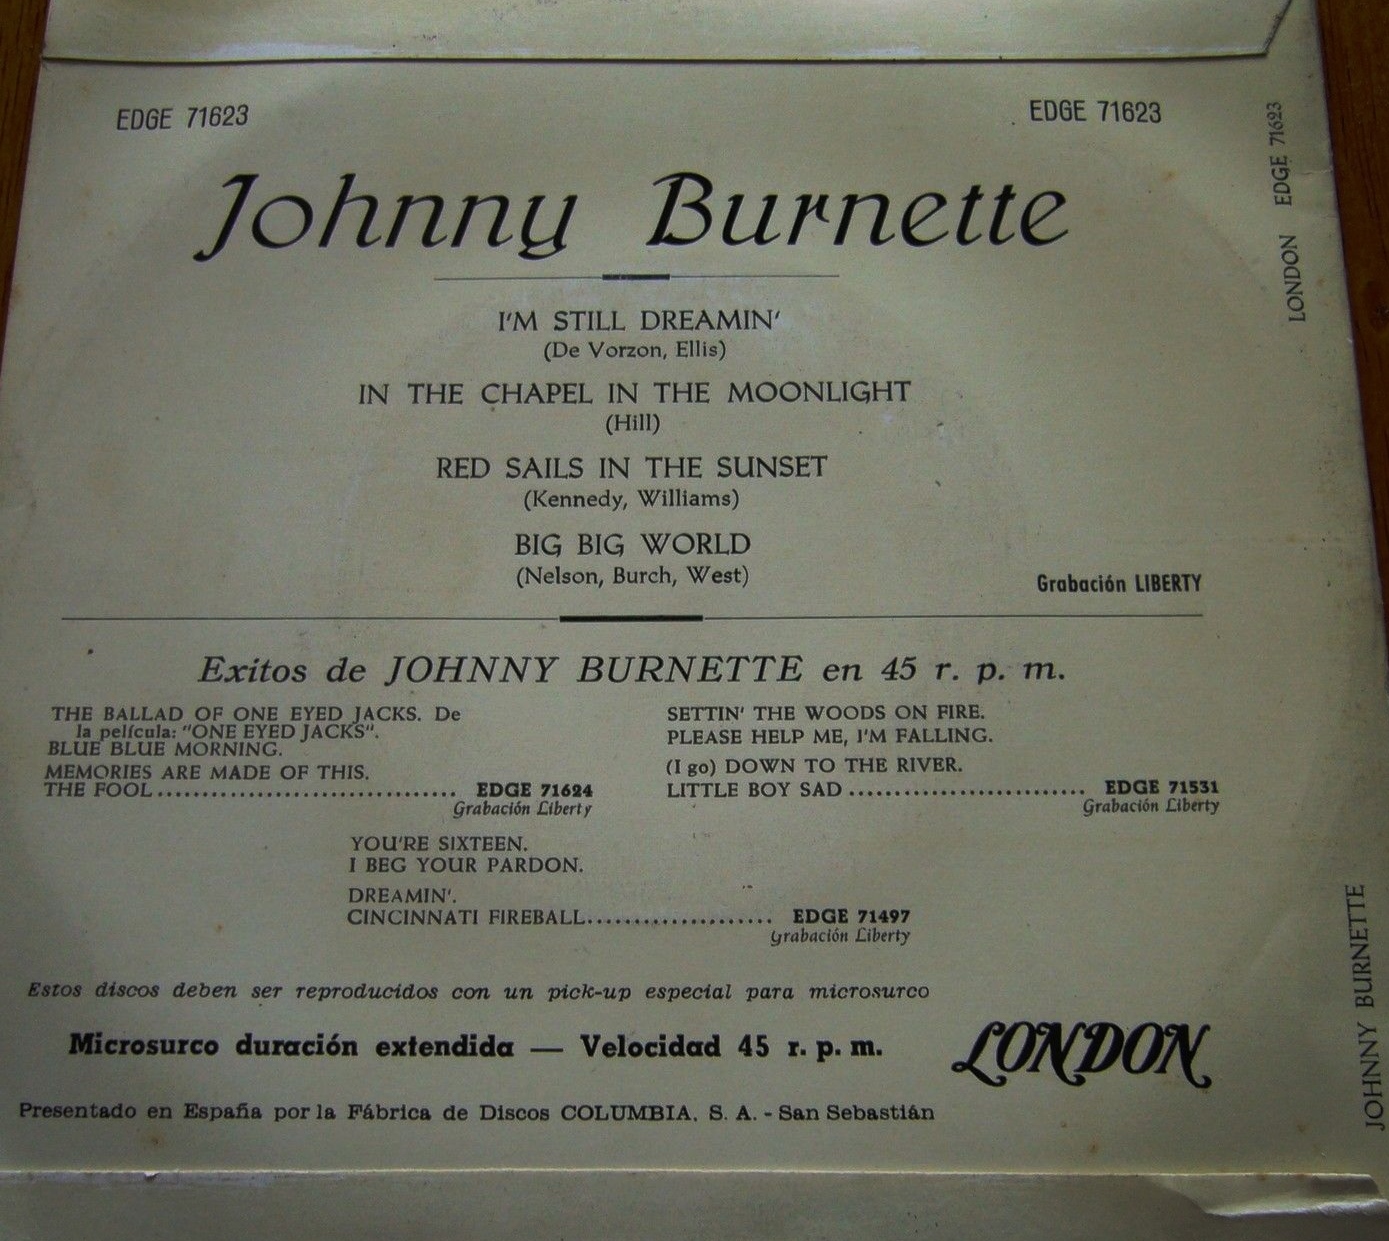 EDGE 71623
EDGE 71623
Johnny Burnette
I'M STILL DREAMIN'
(De Vorzon, Ellis)
IN THE CHAPEL IN THE MOONLIGHT
(Hill)
RED SAILS IN THE SUNSET
(Kennedy, Williams)
BIG BIG WORLD
(Nelson, Burch, West)
Grabación LIBERTY
Exitos de JOHNNY BURNETTE en 45 r. p. m.
THE BALLAD OF ONE EYED JACKS. De
la película: "ONE EYED JACKS".
BLUE BLUE MORNING.
MEMORIES ARE MADE OF THIS.
THE FOOL.................................. EDGE 71624
Grabación Liberty
SETTIN' THE WOODS ON FIRE.
PLEASE HELP ME, I'M FALLING.
(I go) DOWN TO THE RIVER.
LITTLE BOY SAD .......................... EDGE 71531
Grabación Liberty
YOU'RE SIXTEEN.
I BEG YOUR PARDON.
DREAMIN'.
CINCINNATI FIREBALL..................... EDGE 71497
Grabación Liberty
Estos discos deben ser reproducidos con un pick-up especial para microsurco
Microsurco duración extendida — Velocidad 45 r. p. m.
LONDON
Presentado en España por la Fábrica de Discos COLUMBIA. S. A. - San Sebastián
LONDON EDGE 71623
JOHNNY BURNETTE